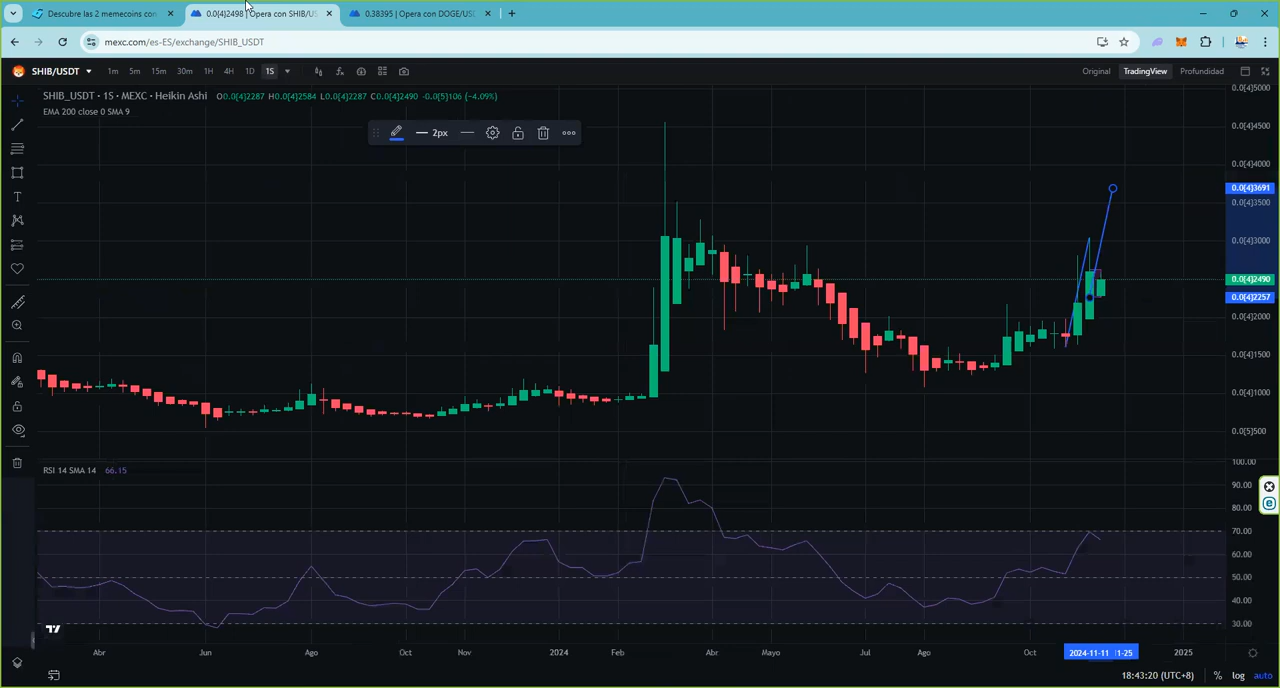 Descubre las 2 memecoins con
0.0{4}2498 | Opera con SHIB/US
0.38395 | Opera con DOGE/USD
mexc.com/es-ES/exchange/SHIB_USDT
SHIB/USDT 1m 5m 15m 30m 1H 4H 1D 1S Original TradingView Profundidad
SHIB_USDT · 1S · MEXC · Heikin Ashi O0.0{4}2287 H0.0{4}2584 L0.0{4}2287 C0.0{4}2490 -0.0{5}106 (-4.09%)
EMA 200 close 0 SMA 9
2px
0.0{4}5000
0.0{4}4500
0.0{4}4000
0.0{4}3691
0.0{4}3500
0.0{4}3000
0.0{4}2490
0.0{4}2257
0.0{4}2000
0.0{4}1500
0.0{4}1000
0.0{5}500
RSI 14 SMA 14 66.15
100.00
90.00
80.00
70.00
60.00
50.00
40.00
30.00
Abr Jun Ago Oct Nov 2024 Feb Abr Mayo Jul Ago Oct 2024-11-11 11-25 2025
18:43:20 (UTC+8) % log auto